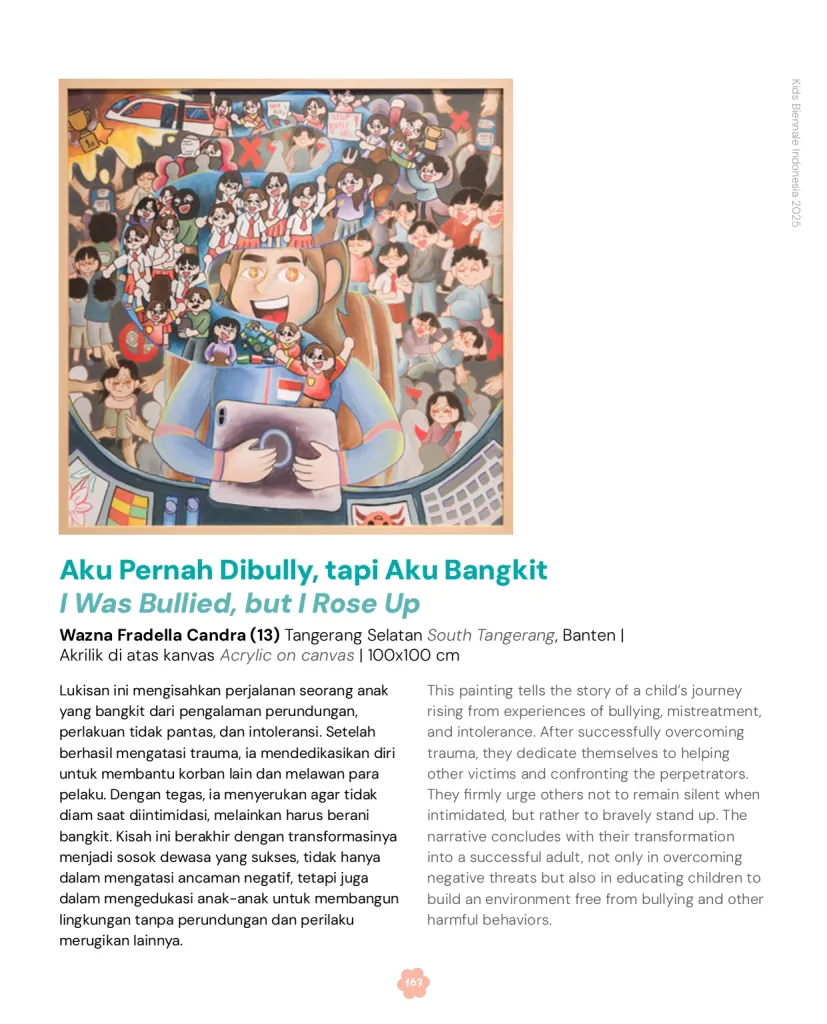 Kids Biennale Indonesia 2025
Aku Pernah Dibully, tapi Aku Bangkit
I Was Bullied, but I Rose Up
Wazna Fradella Candra (13) Tangerang Selatan South Tangerang, Banten |
Akrilik di atas kanvas Acrylic on canvas | 100x100 cm
Lukisan ini mengisahkan perjalanan seorang anak
yang bangkit dari pengalaman perundungan,
perlakuan tidak pantas, dan intoleransi. Setelah
berhasil mengatasi trauma, ia mendedikasikan diri
untuk membantu korban lain dan melawan para
pelaku. Dengan tegas, ia menyerukan agar tidak
diam saat diintimidasi, melainkan harus berani
bangkit. Kisah ini berakhir dengan transformasinya
menjadi sosok dewasa yang sukses, tidak hanya
dalam mengatasi ancaman negatif, tetapi juga
dalam mengedukasi anak-anak untuk membangun
lingkungan tanpa perundungan dan perilaku
merugikan lainnya.
This painting tells the story of a child's journey
rising from experiences of bullying, mistreatment,
and intolerance. After successfully overcoming
trauma, they dedicate themselves to helping
other victims and confronting the perpetrators.
They firmly urge others not to remain silent when
intimidated, but rather to bravely stand up. The
narrative concludes with their transformation
into a successful adult, not only in overcoming
negative threats but also in educating children to
build an environment free from bullying and other
harmful behaviors.
163